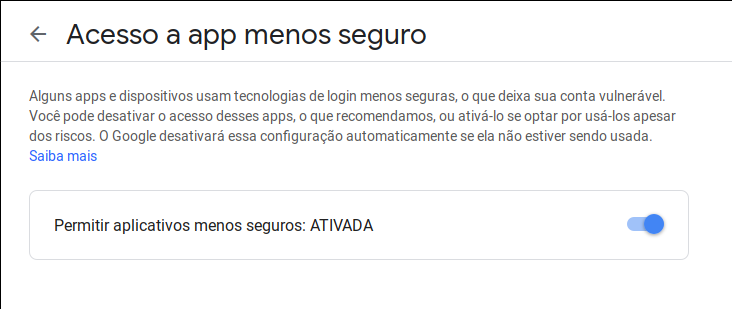 Acesso a app menos seguro
Alguns apps e dispositivos usam tecnologias de login menos seguras, o que deixa sua conta vulnerável.
Você pode desativar o acesso desses apps, o que recomendamos, ou ativá-lo se optar por usá-los apesar
dos riscos. O Google desativará essa configuração automaticamente se ela não estiver sendo usada.
Saiba mais
Permitir aplicativos menos seguros: ATIVADA